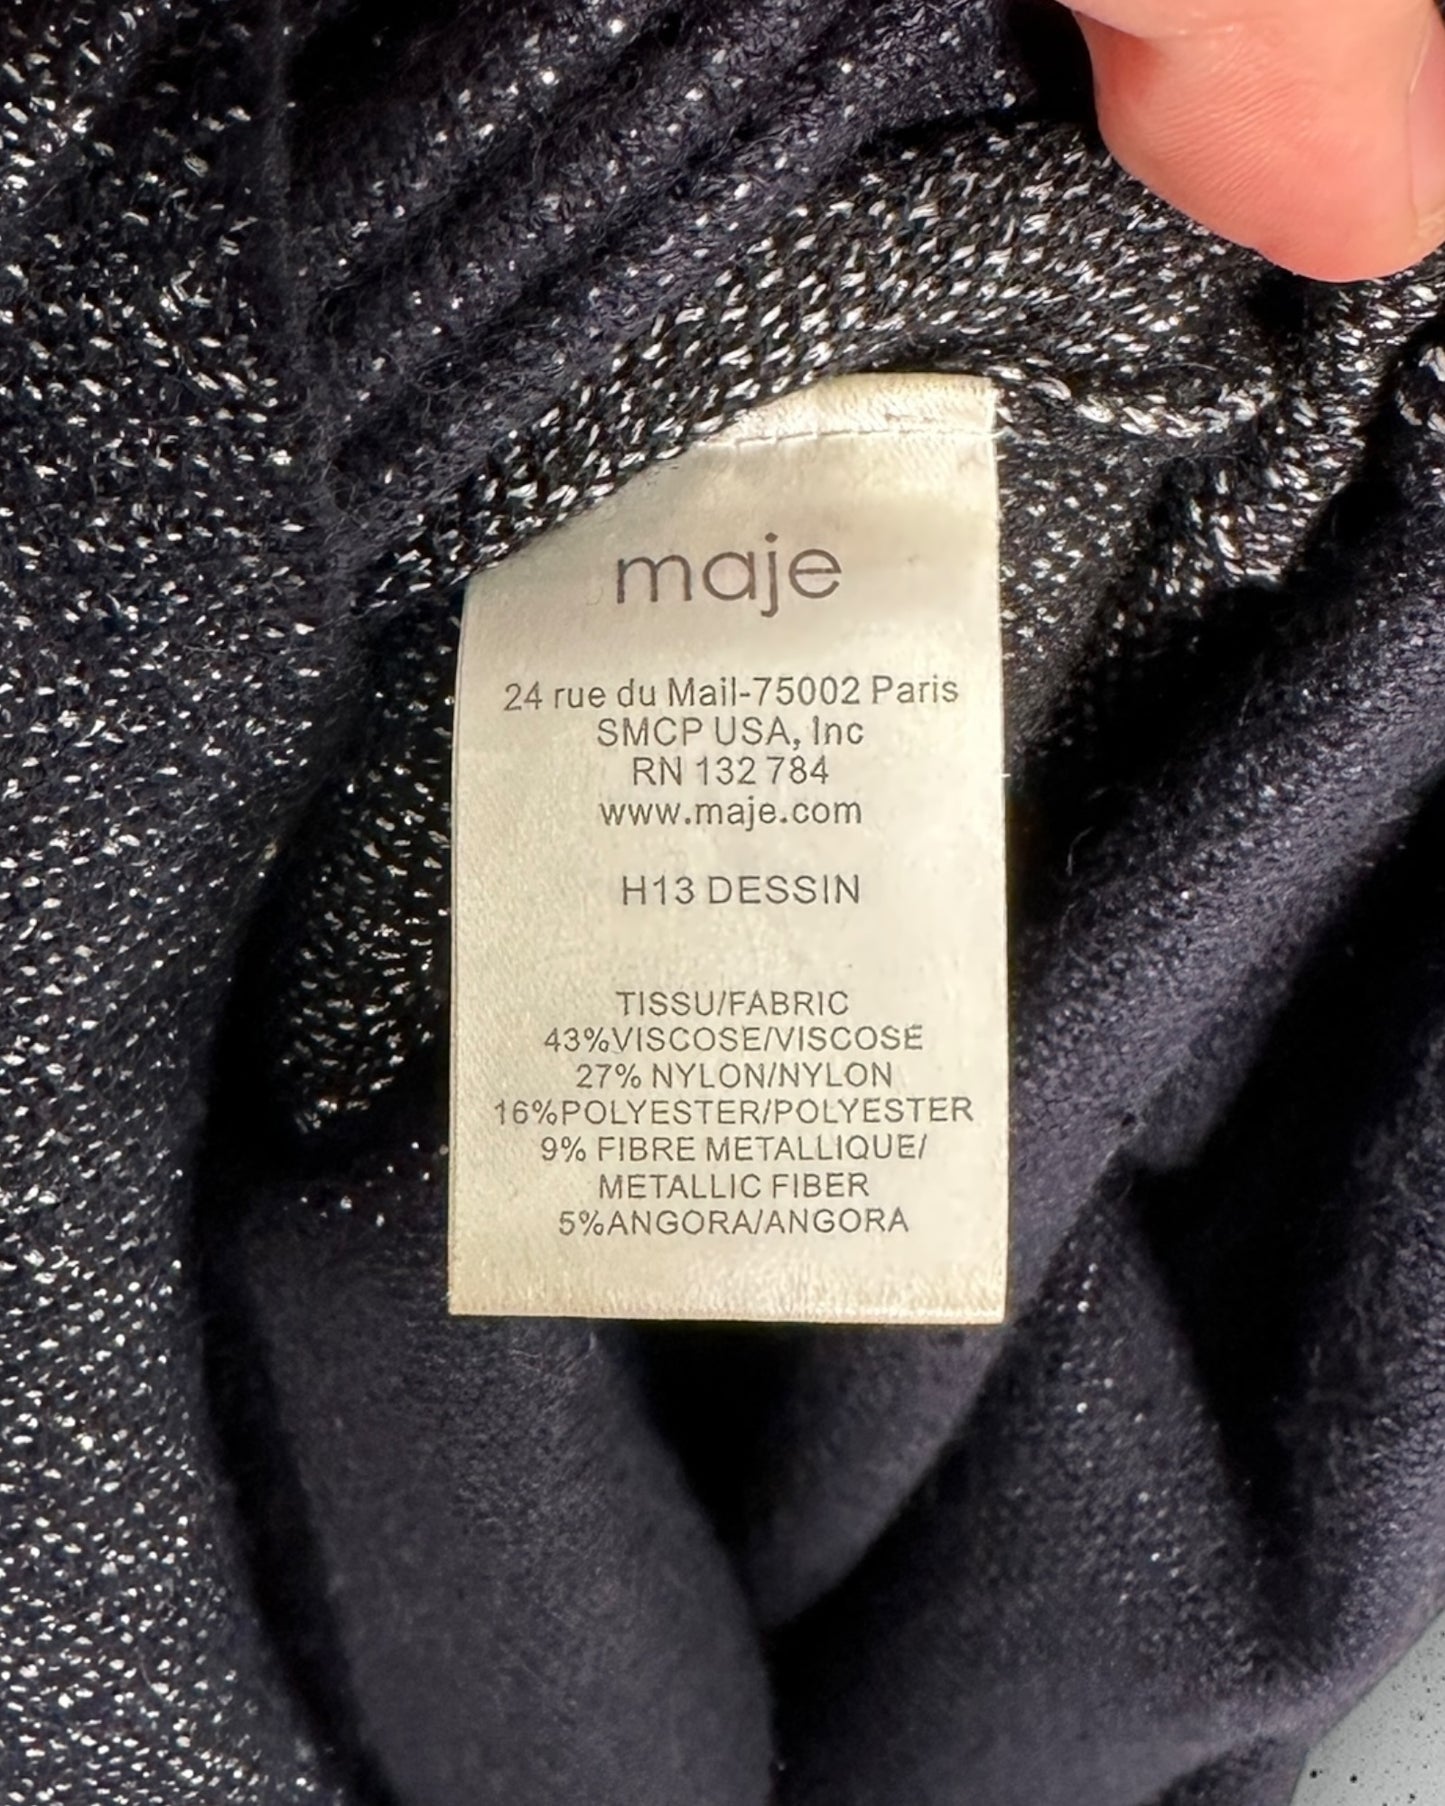 maje
24 rue du Mail-75002 Paris
SMCP USA, Inc
RN 132 784
www.maje.com
H13 DESSIN
TISSU/FABRIC
43%VISCOSE/VISCOSE
27% NYLON/NYLON
16%POLYESTER/POLYESTER
9% FIBRE METALLIQUE/
METALLIC FIBER
5%ANGORA/ANGORA